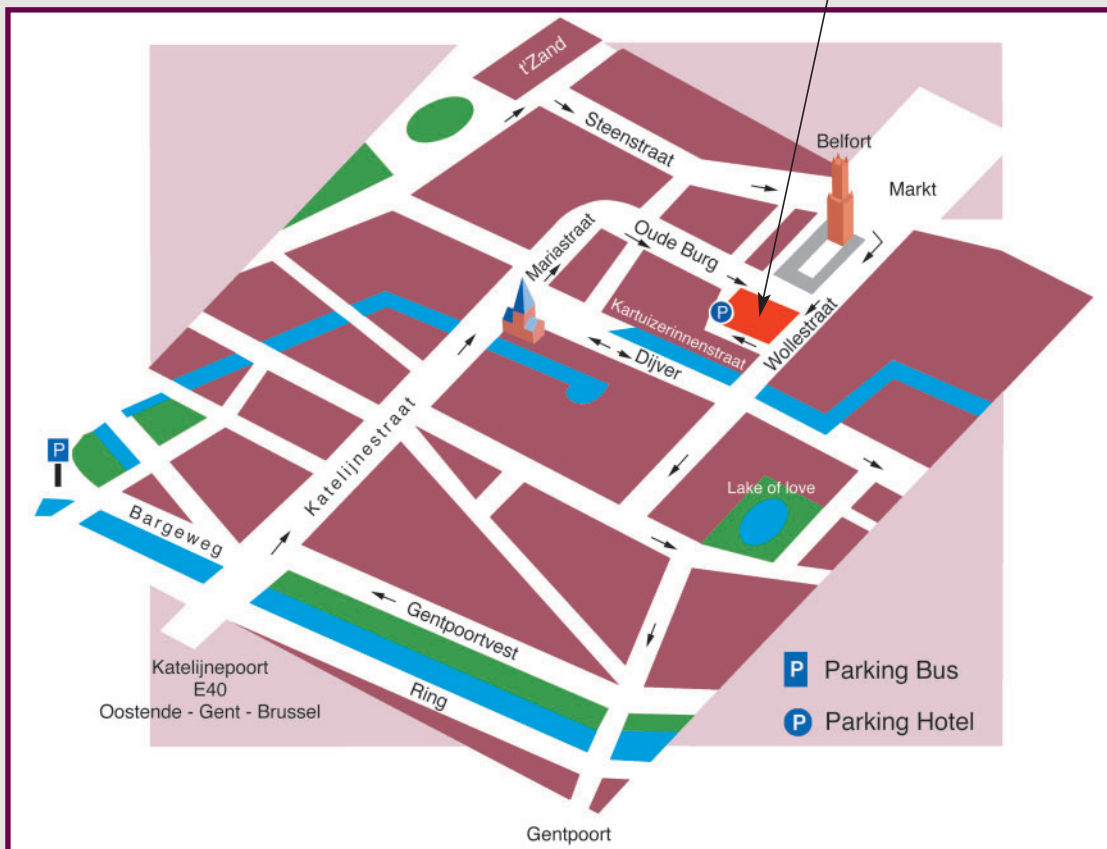 t'Zand
Steenstraat
Belfort
Markt
Mariastraat
Oude Burg
P
Kartuizerinnenstraat
Wollestraat
Dijver
Katelijnestraat
P
Lake of love
Bargeweg
Gentpoortvest
Ring
Katelijnepoort
E40
Oostende - Gent - Brussel
P Parking Bus
P Parking Hotel
Gentpoort